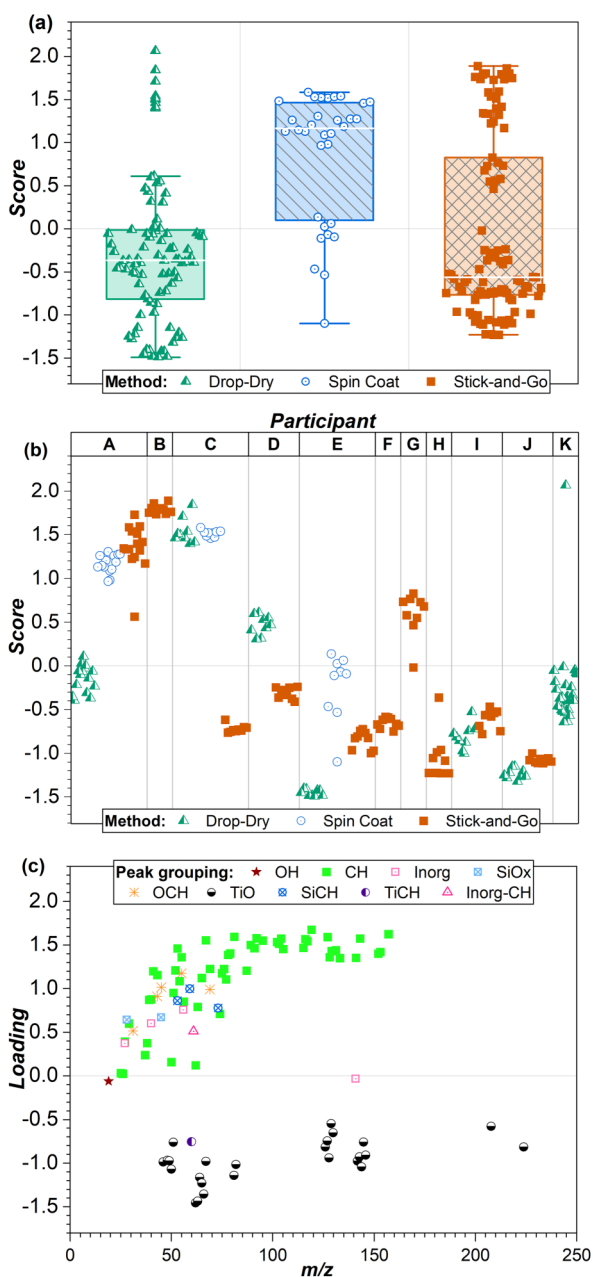 (a)
2.0
1.5
1.0
0.5
0.0
-0.5
-1.0
-1.5
Score
Method: Drop-Dry Spin Coat Stick-and-Go
Participant
(b)
A B C D E F G H I J K
2.0
1.5
1.0
0.5
0.0
-0.5
-1.0
-1.5
Score
Method: Drop-Dry Spin Coat Stick-and-Go
(c)
Peak grouping: OH CH Inorg SiOx
OCH TiO SiCH TiCH Inorg-CH
2.0
1.5
1.0
0.5
0.0
-0.5
-1.0
-1.5
Loading
0 50 100 150 200 250
m/z